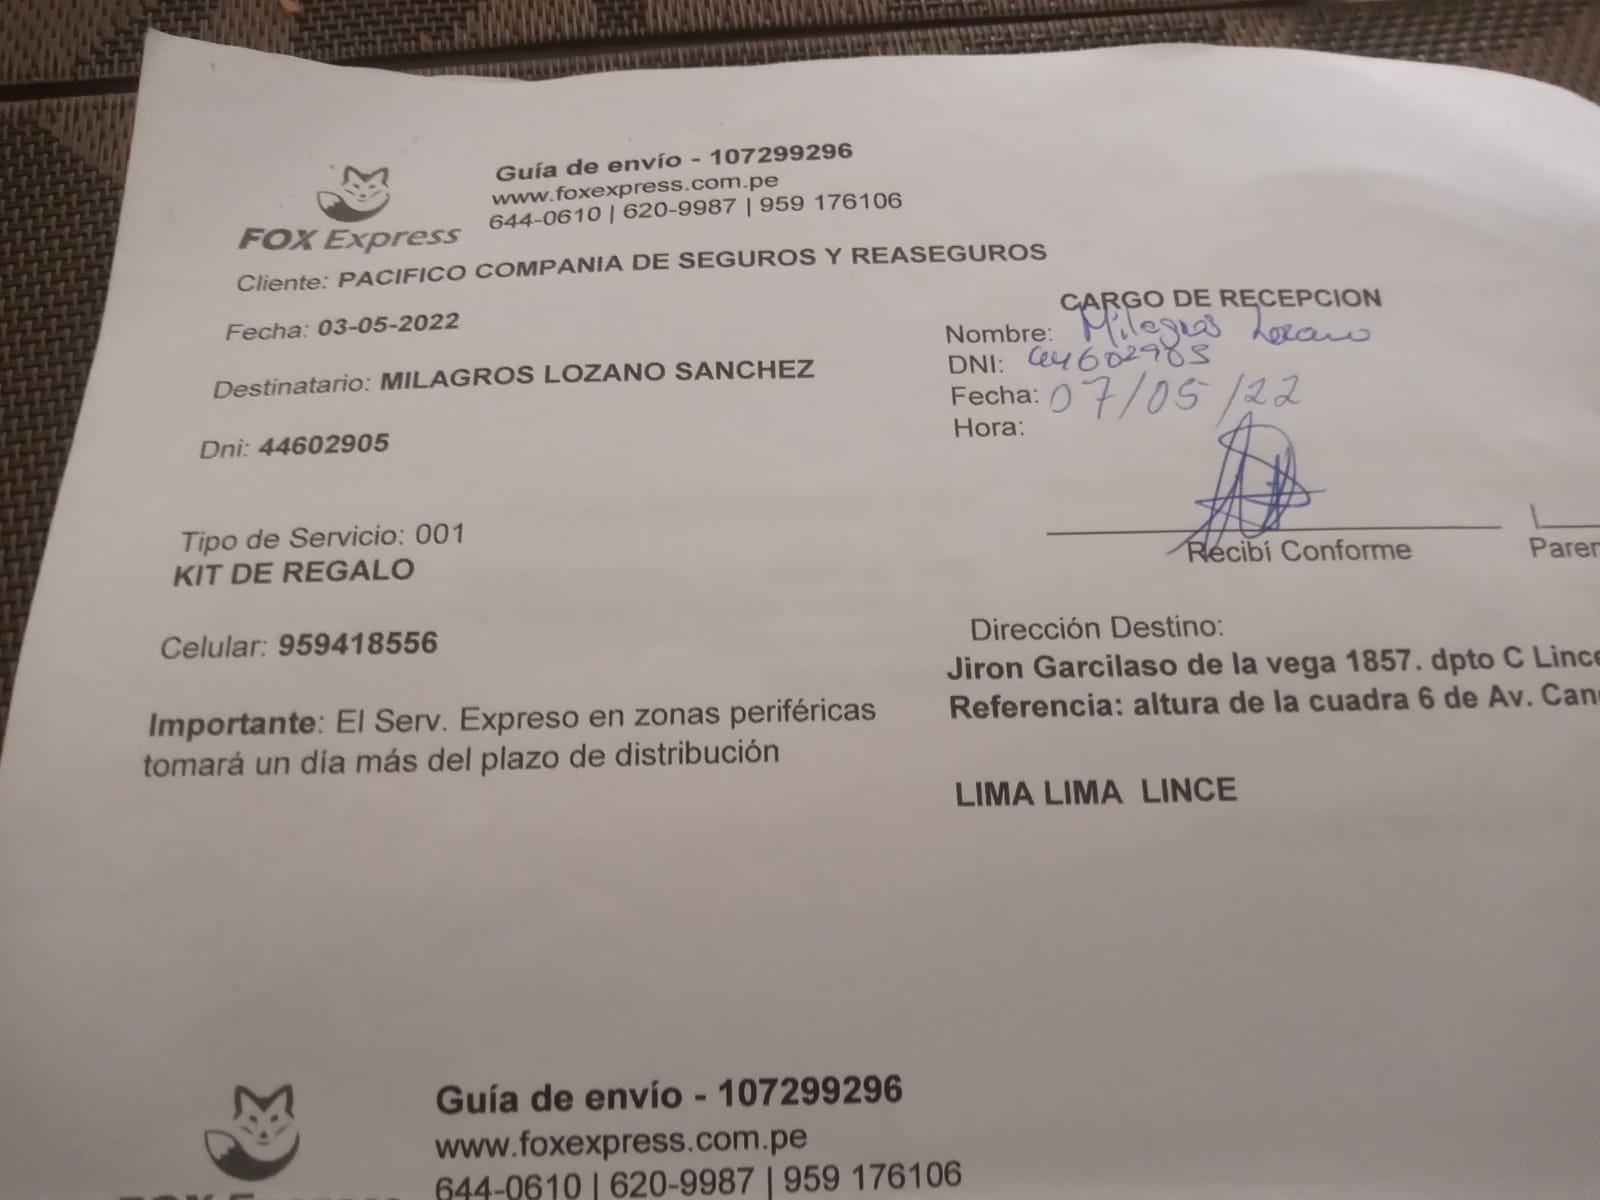 Guía de envío - 107299296
www.foxexpress.com.pe
644-0610 | 620-9987 | 959 176106
FOX Express
Cliente: PACIFICO COMPANIA DE SEGUROS Y REASEGUROS
Fecha: 03-05-2022
Destinatario: MILAGROS LOZANO SANCHEZ
Dni: 44602905
Tipo de Servicio: 001
KIT DE REGALO
Celular: 959418556
Importante: El Serv. Expreso en zonas periféricas
tomará un día más del plazo de distribución
CARGO DE RECEPCION
Nombre: Milagros Lozano
DNI: 44602905
Fecha: 07/05/22
Hora:
Recibí Conforme
Paren
Dirección Destino:
Jiron Garcilaso de la vega 1857. dpto C Lince
Referencia: altura de la cuadra 6 de Av. Can
LIMA LIMA LINCE
Guía de envío - 107299296
www.foxexpress.com.pe
644-0610 | 620-9987 | 959 176106